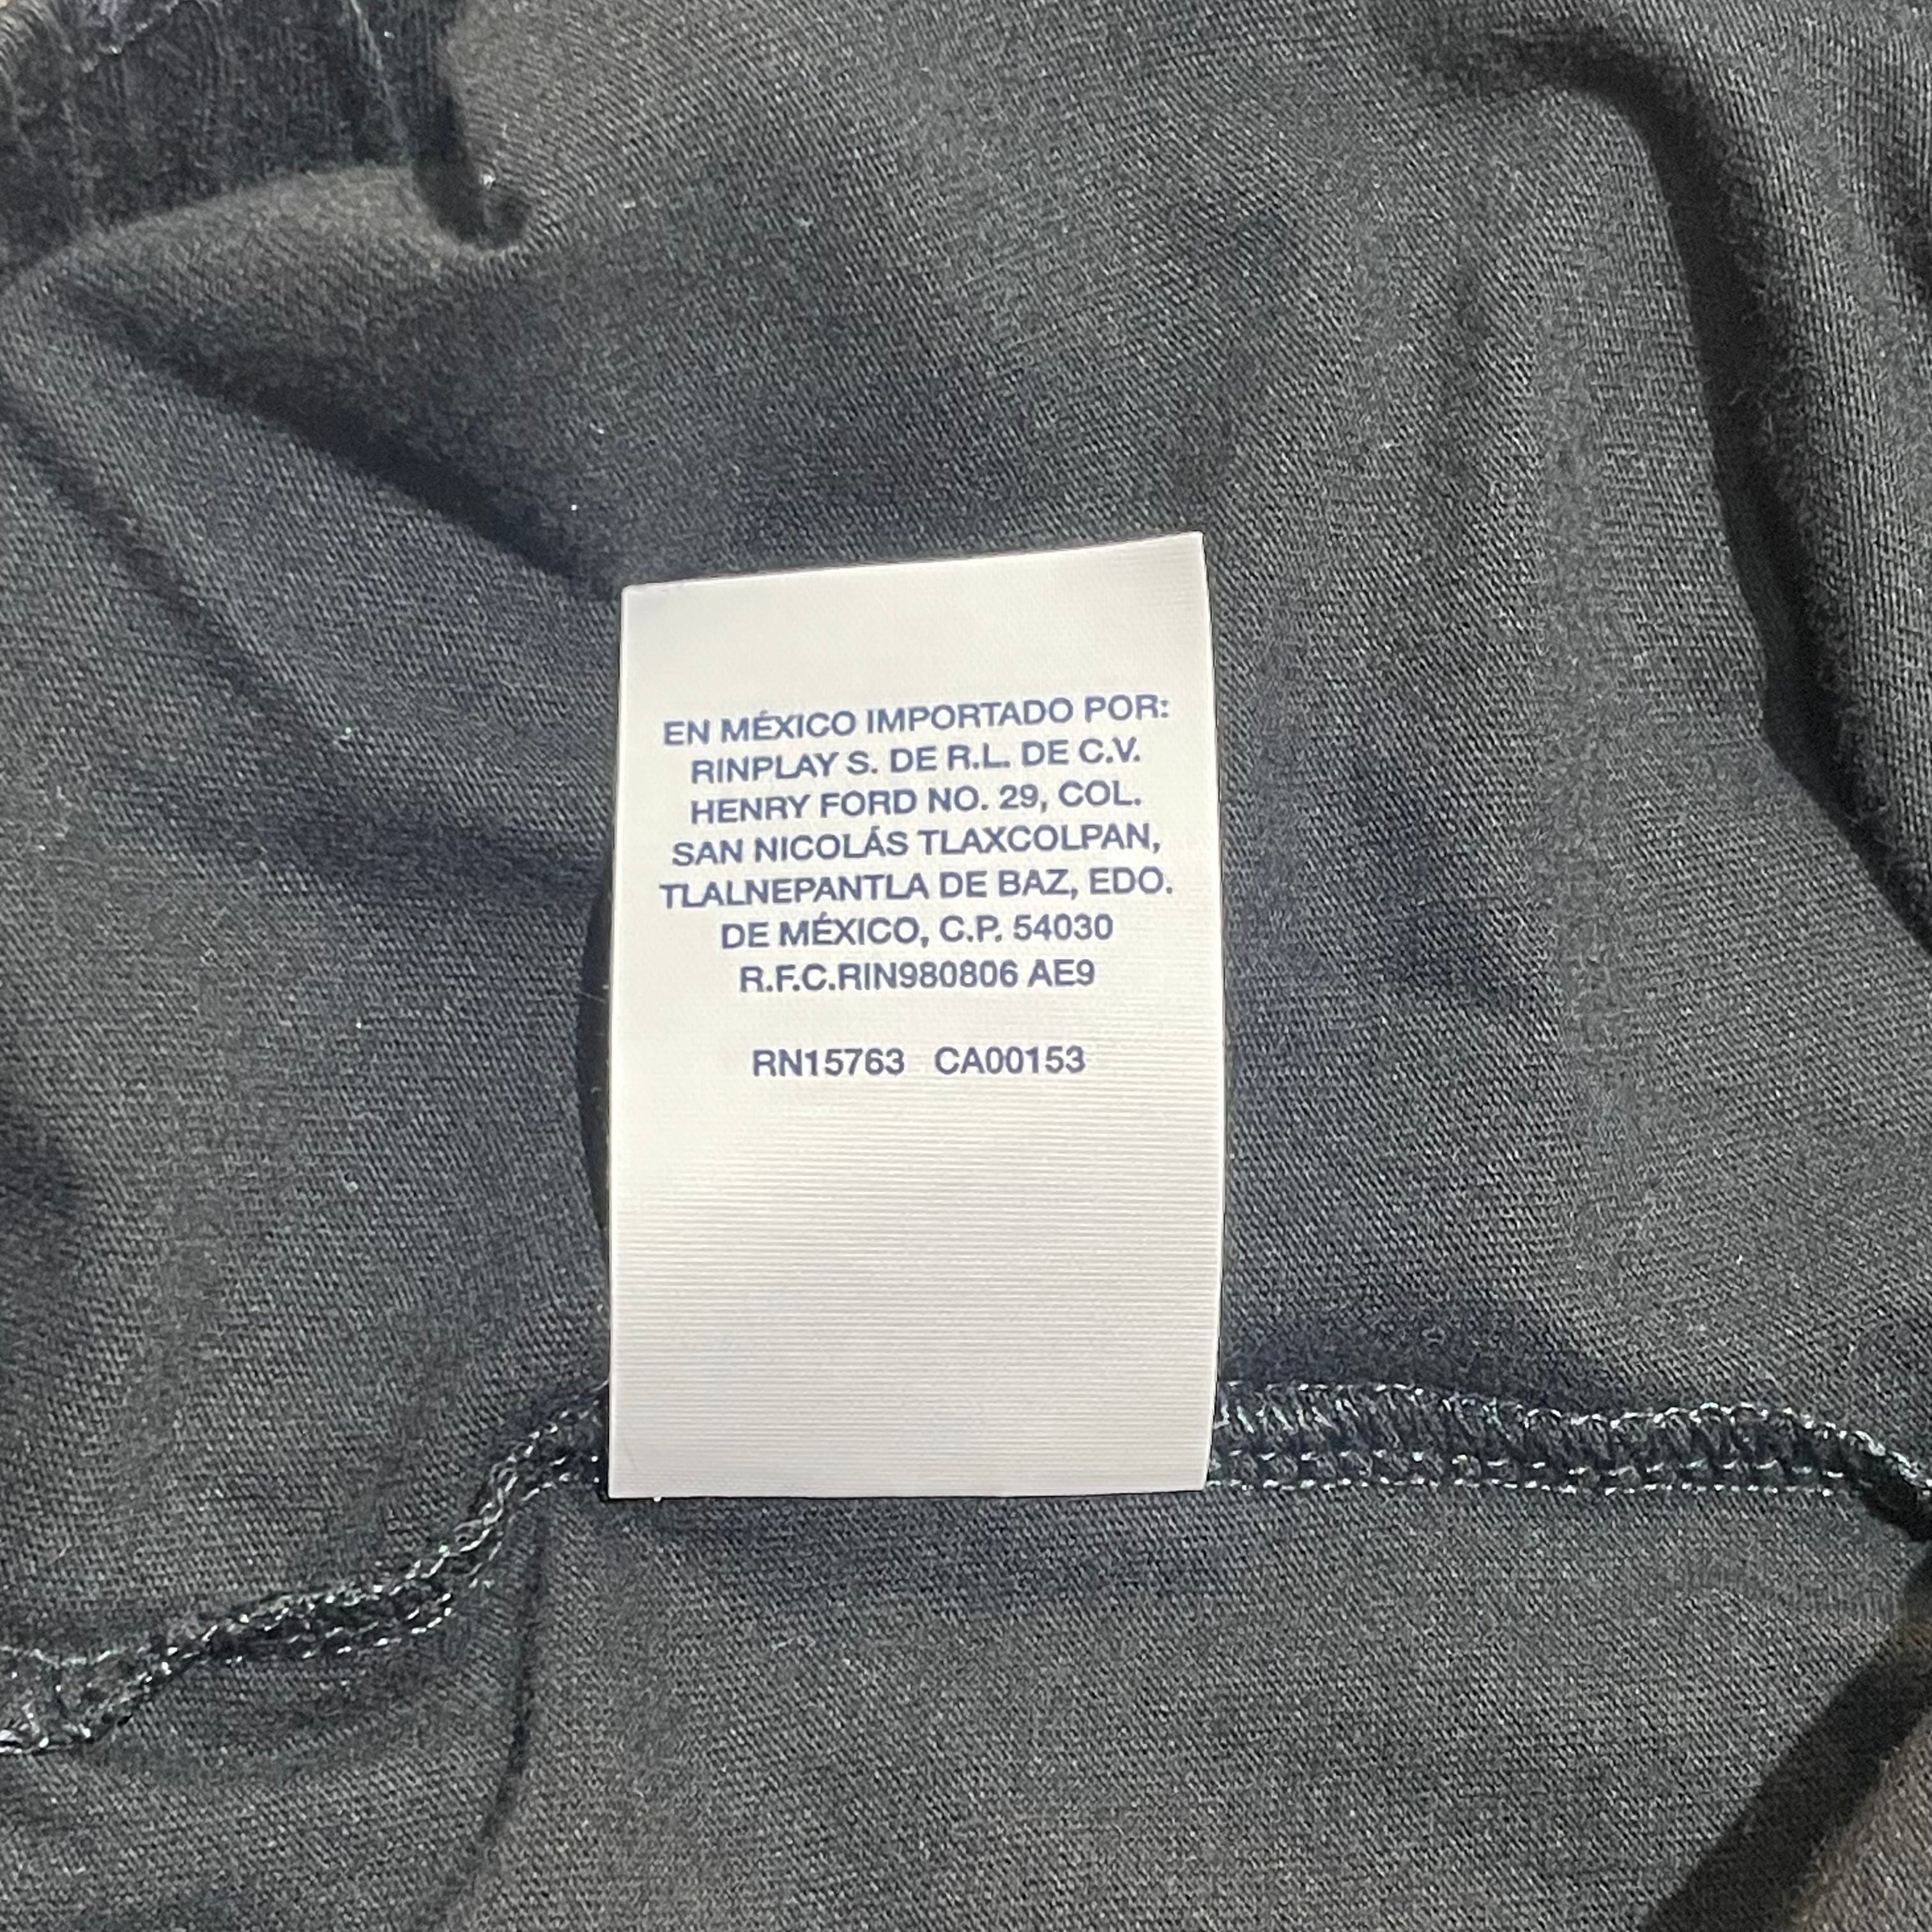 EN MÉXICO IMPORTADO POR:
RINPLAY S. DE R.L. DE C.V.
HENRY FORD NO. 29, COL.
SAN NICOLÁS TLAXCOLPAN,
TLALNEPANTLA DE BAZ, EDO.
DE MÉXICO, C.P. 54030
R.F.C.RIN980806 AE9
RN15763 CA00153